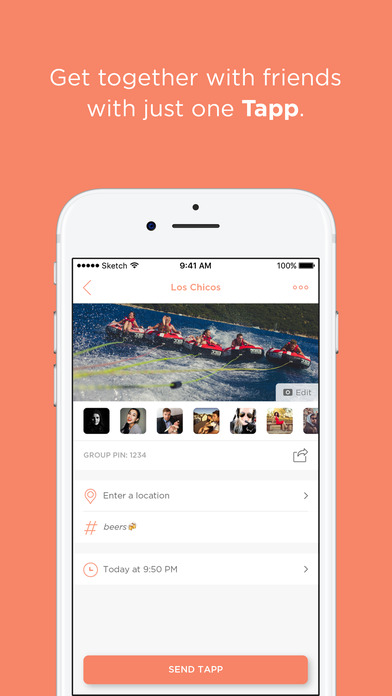 Get together with friends
with just one Tapp.
Sketch 9:41 AM 100%
Los Chicos
Edit
GROUP PIN: 1234
Enter a location
# beers🍻
Today at 9:50 PM
SEND TAPP